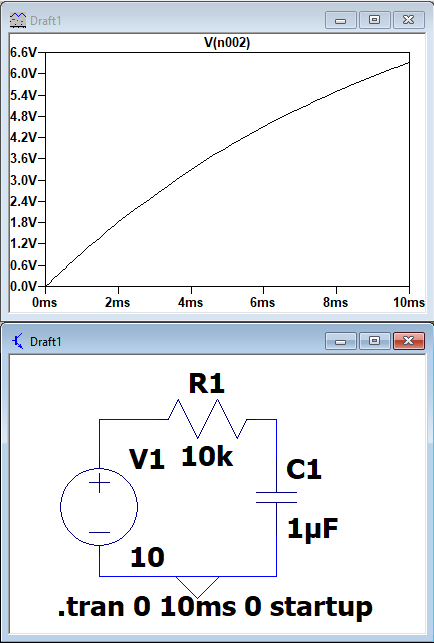 Draft1
V(n002)
6.6V
6.0V
5.4V
4.8V
4.2V
3.6V
3.0V
2.4V
1.8V
1.2V
0.6V
0.0V
0ms 2ms 4ms 6ms 8ms 10ms
Draft1
R1
V1 10k C1
1µF
10
.tran 0 10ms 0 startup